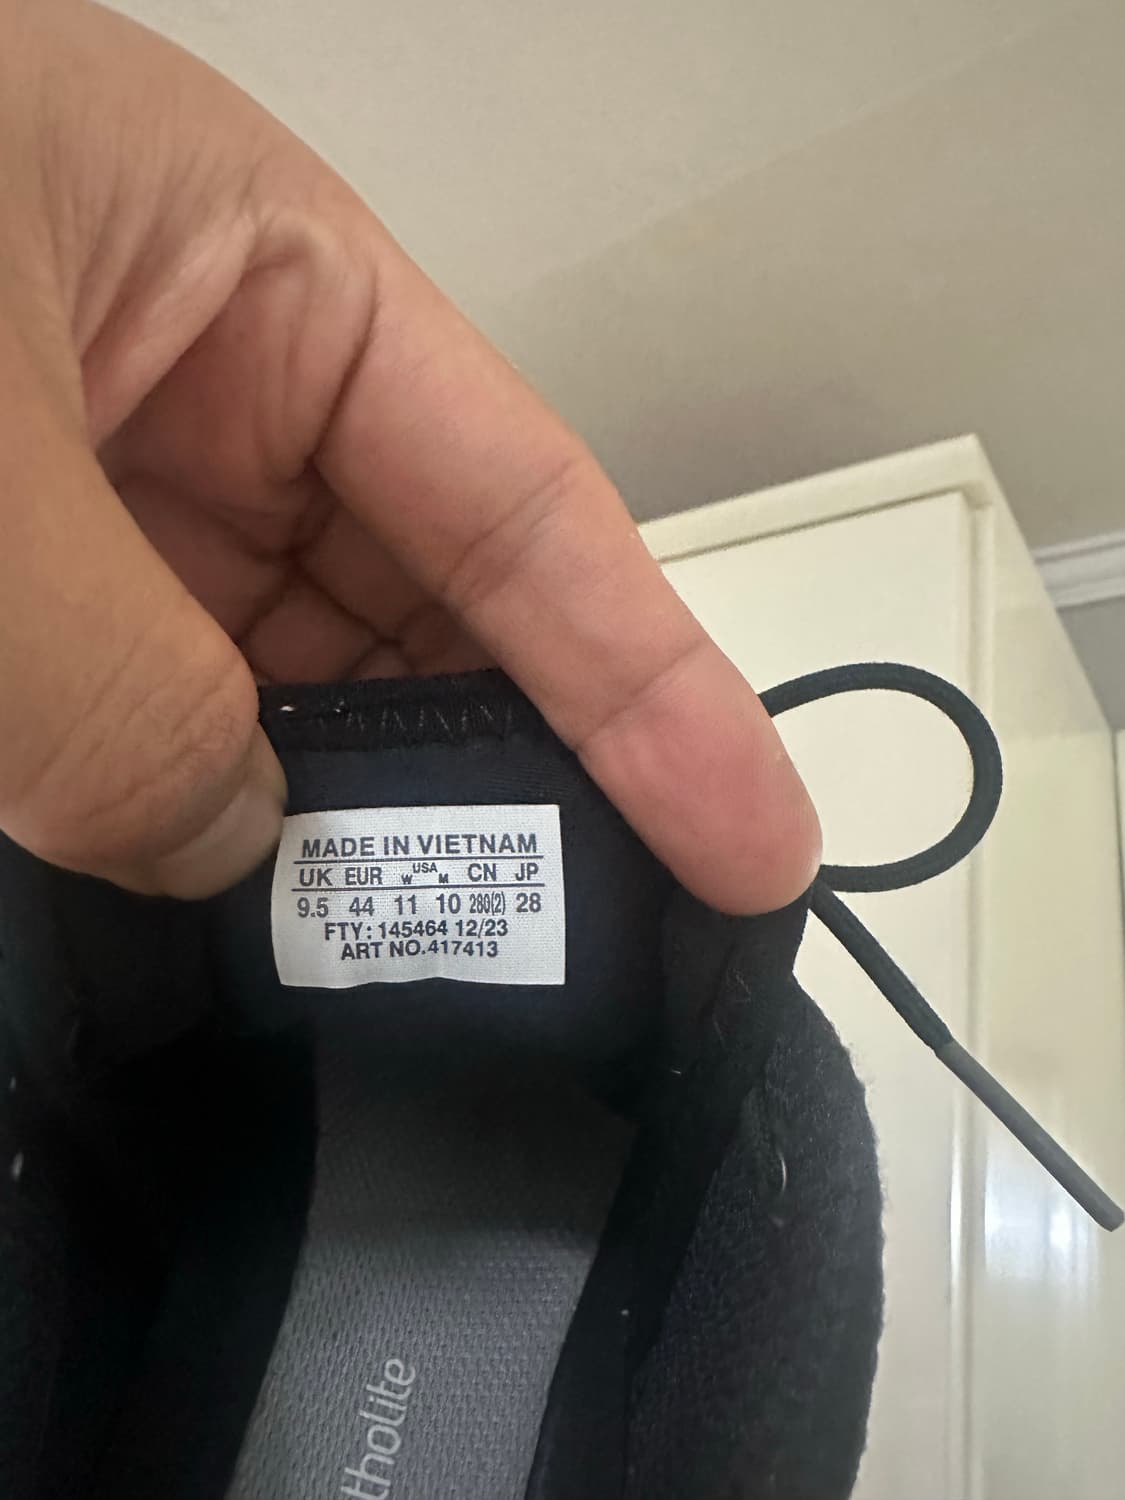 MADE IN VIETNAM
UK EUR W USA M CN JP
9.5 44 11 10 280(2) 28
FTY: 145464 12/23
ART NO.417413
tholite